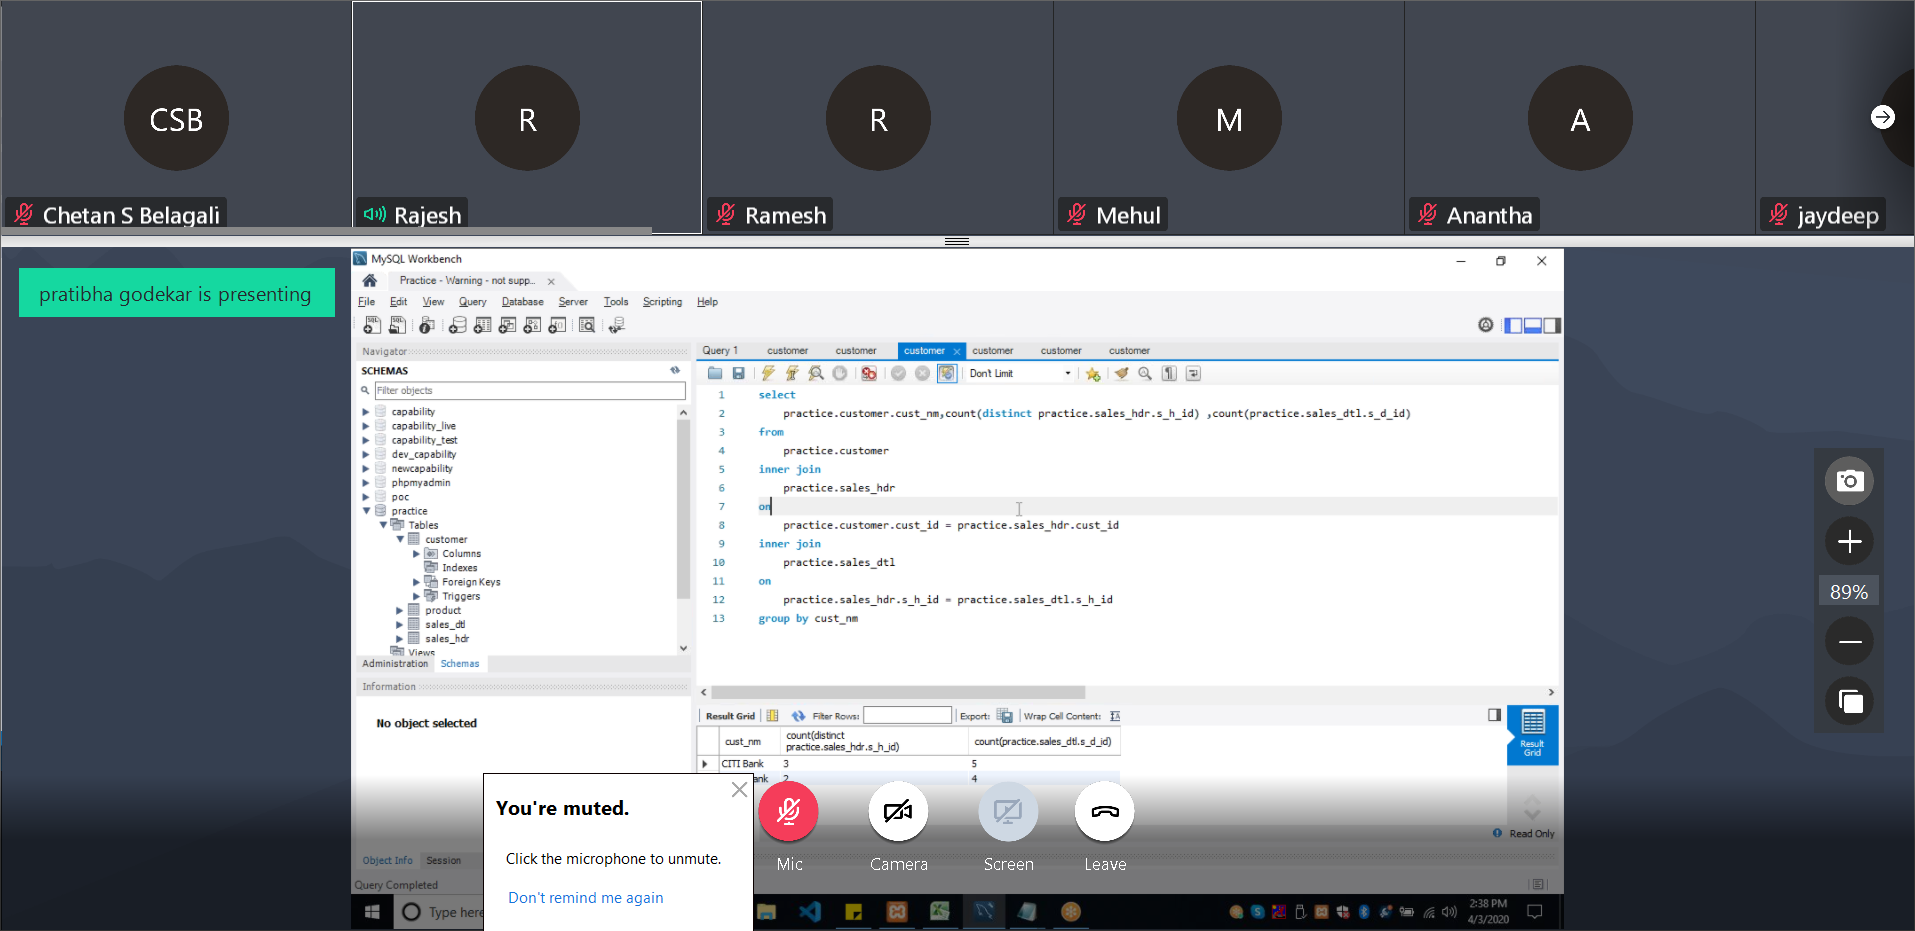 CSB
R
R
M
A
Chetan S Belagali
Rajesh
Ramesh
Mehul
Anantha
jaydeep
pratibha godekar is presenting
MySQL Workbench
Practice - Warning - not supp...
File Edit View Query Database Server Tools Scripting Help
Navigator
SCHEMAS
Filter objects
capability
capability_live
capability_test
dev_capability
newcapability
phpmyadmin
poc
practice
Tables
customer
Columns
Indexes
Foreign Keys
Triggers
product
sales_dtl
sales_hdr
Views
Administration Schemas
Information
No object selected
Object Info Session
Query Completed
Query 1 customer customer customer customer customer customer
Don't Limit
1 select
2 practice.customer.cust_nm,count(distinct practice.sales_hdr.s_h_id) ,count(practice.sales_dtl.s_d_id)
3 from
4 practice.customer
5 inner join
6 practice.sales_hdr
7 on
8 practice.customer.cust_id = practice.sales_hdr.cust_id
9 inner join
10 practice.sales_dtl
11 on
12 practice.sales_hdr.s_h_id = practice.sales_dtl.s_h_id
13 group by cust_nm
Result Grid Filter Rows: Export: Wrap Cell Content:
cust_nm count(distinct practice.sales_hdr.s_h_id) count(practice.sales_dtl.s_d_id)
CITI Bank 3 5
ank 2 4
Result Grid
Read Only
You're muted.
Click the microphone to unmute.
Don't remind me again
Mic
Camera
Screen
Leave
89%
Type here
2:38 PM
4/3/2020